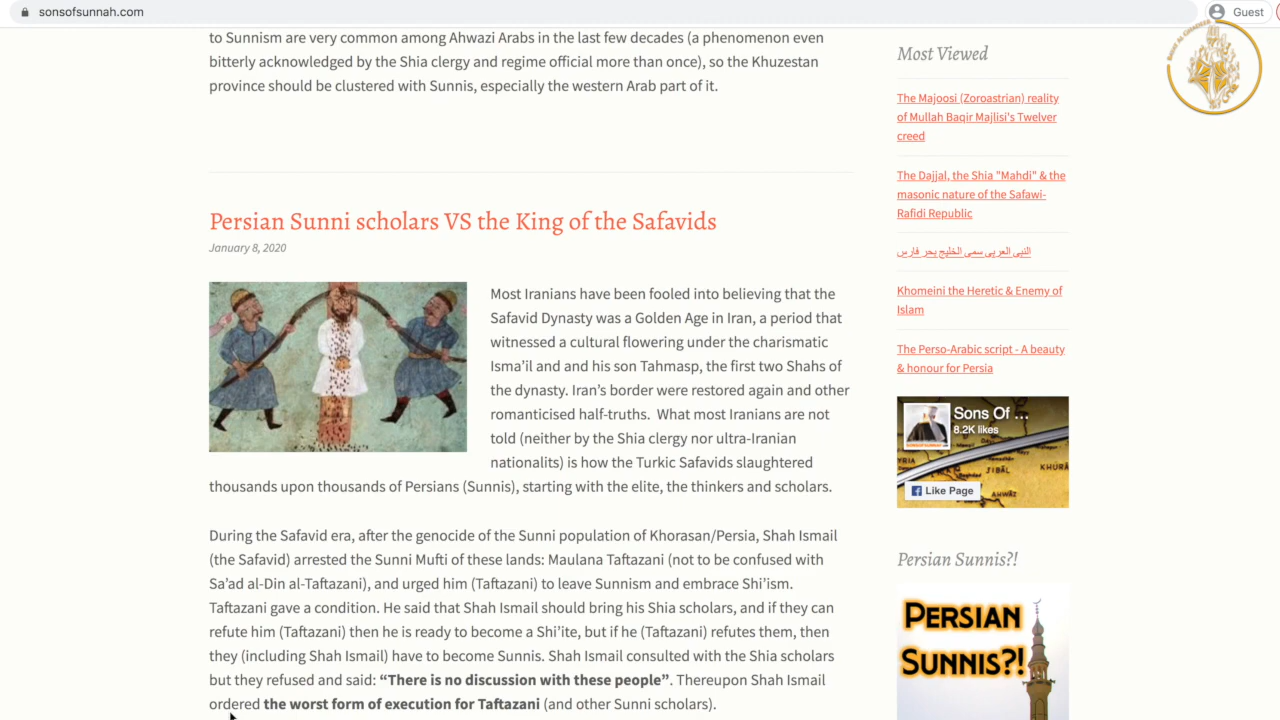 sonsofsunnah.com
Guest
to Sunnism are very common among Ahwazi Arabs in the last few decades (a phenomenon even
bitterly acknowledged by the Shia clergy and regime official more than once), so the Khuzestan
province should be clustered with Sunnis, especially the western Arab part of it.
Persian Sunni scholars VS the King of the Safavids
January 8, 2020
Most Iranians have been fooled into believing that the
Safavid Dynasty was a Golden Age in Iran, a period that
witnessed a cultural flowering under the charismatic
Isma’il and and his son Tahmasp, the first two Shahs of
the dynasty. Iran’s border were restored again and other
romanticised half-truths. What most Iranians are not
told (neither by the Shia clergy nor ultra-Iranian
nationalits) is how the Turkic Safavids slaughtered
thousands upon thousands of Persians (Sunnis), starting with the elite, the thinkers and scholars.
During the Safavid era, after the genocide of the Sunni population of Khorasan/Persia, Shah Ismail
(the Safavid) arrested the Sunni Mufti of these lands: Maulana Taftazani (not to be confused with
Sa’ad al-Din al-Taftazani), and urged him (Taftazani) to leave Sunnism and embrace Shi’ism.
Taftazani gave a condition. He said that Shah Ismail should bring his Shia scholars, and if they can
refute him (Taftazani) then he is ready to become a Shi’ite, but if he (Taftazani) refutes them, then
they (including Shah Ismail) have to become Sunnis. Shah Ismail consulted with the Shia scholars
but they refused and said: “There is no discussion with these people”. Thereupon Shah Ismail
ordered the worst form of execution for Taftazani (and other Sunni scholars).
Most Viewed
The Majoosi (Zoroastrian) reality
of Mullah Baqir Majlisi's Twelver
creed
The Dajjal, the Shia "Mahdi" & the
masonic nature of the Safawi-
Rafidi Republic
النبي العربي سمى الخليج بحر فارس
Khomeini the Heretic & Enemy of
Islam
The Perso-Arabic script - A beauty
& honour for Persia
Sons Of ...
8.2K likes
YRIA
JIBĀL
KHURĀ
AHWĀZ
Like Page
Persian Sunnis?!
PERSIAN
SUNNIS?!